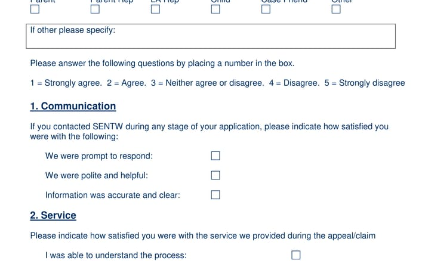 Parent Parent Rep LA Rep Child Case Friend Other
If other please specify:
Please answer the following questions by placing a number in the box.
1 = Strongly agree. 2 = Agree. 3 = Neither agree or disagree. 4 = Disagree. 5 = Strongly disagree
1. Communication
If you contacted SENTW during any stage of your application, please indicate how satisfied you
were with the following:
We were prompt to respond:
We were polite and helpful:
Information was accurate and clear:
2. Service
Please indicate how satisfied you were with the service we provided during the appeal/claim
I was able to understand the process: